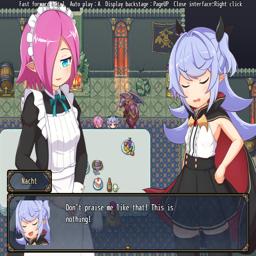 Fast forward:Ctrl  Auto play：A  Display backstage：PageUP  Close interface:Right click
Nacht
Don't praise me like that! This is
nothing!